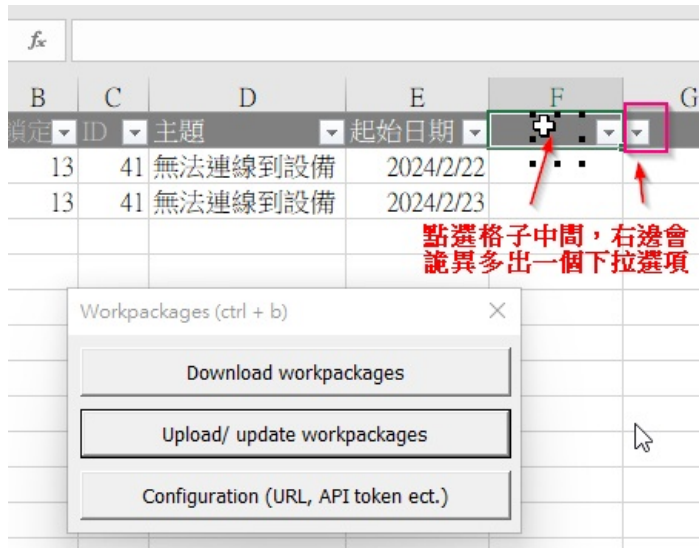 fx
B C D E F G
鎖定 ID 主題 起始日期
13 41 無法連線到設備 2024/2/22
13 41 無法連線到設備 2024/2/23
點選格子中間，右邊會
詭異多出一個下拉選項
Workpackages (ctrl + b)
Download workpackages
Upload/ update workpackages
Configuration (URL, API token ect.)